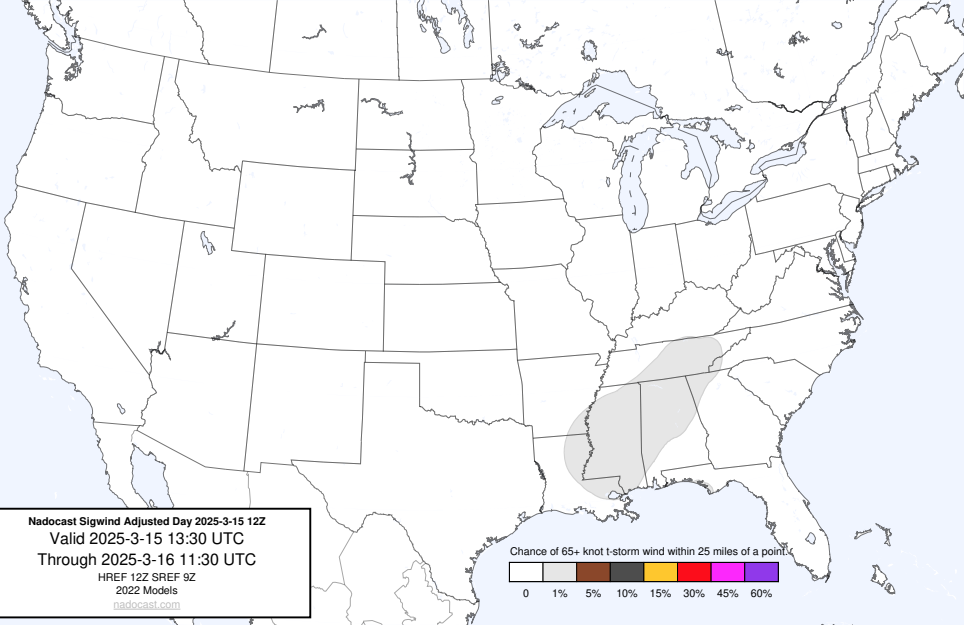 Nadocast Sigwind Adjusted Day 2025-3-15 12Z
Valid 2025-3-15 13:30 UTC
Through 2025-3-16 11:30 UTC
HREF 12Z SREF 9Z
2022 Models
nadocast.com
Chance of 65+ knot t-storm wind within 25 miles of a point.
0 1% 5% 10% 15% 30% 45% 60%